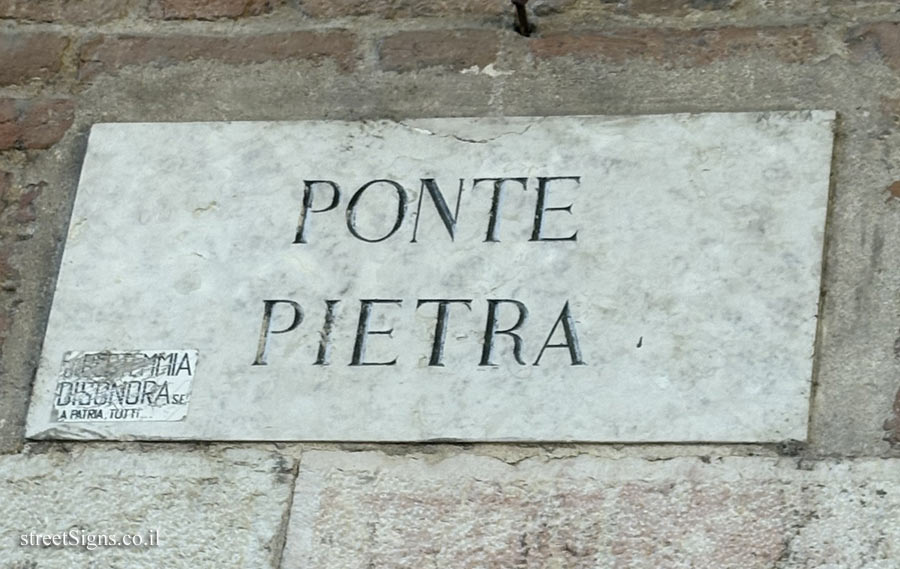 PONTE
PIETRA
DISONORA SE
A PATRIA, TUTTI
streetSigns.co.il